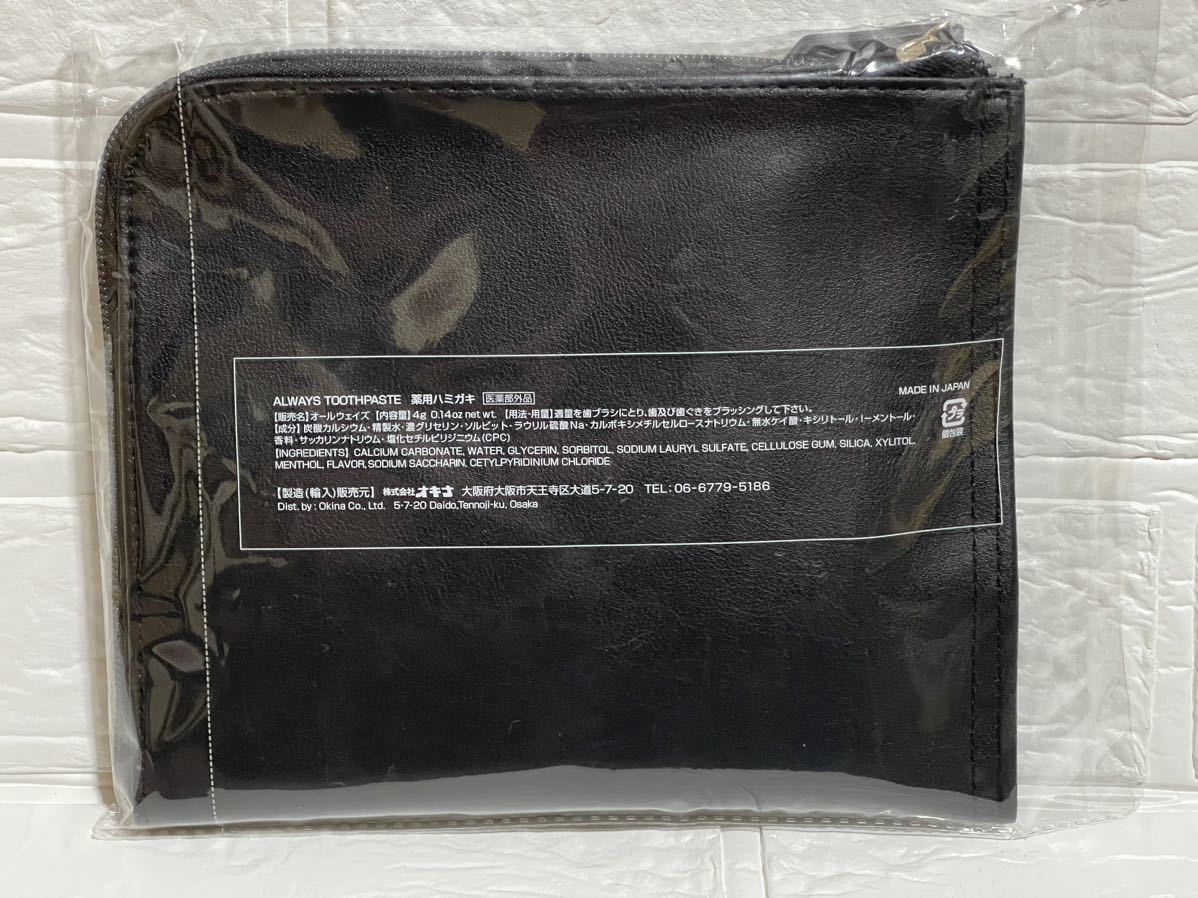 ALWAYS TOOTHPASTE 薬用ハミガキ 医薬部外品
MADE IN JAPAN
【販売名】オールウェイズ 【内容量】4g 0.14oz net wt. 【用法・用量】適量を歯ブラシにとり、歯及び歯ぐきをブラッシングして下さい。
【成分】炭酸カルシウム・精製水・濃グリセリン・ソルビット・ラウリル硫酸Na・カルボキシメチルセルロースナトリウム・無水ケイ酸・キシリトール・l-メントール・
香料・サッカリンナトリウム・塩化セチルピリジニウム(CPC)
プラ
個包装
【INGREDIENTS】CALCIUM CARBONATE, WATER, GLYCERIN, SORBITOL, SODIUM LAURYL SULFATE, CELLULOSE GUM, SILICA, XYLITOL,
MENTHOL, FLAVOR, SODIUM SACCHARIN, CETYLPYRIDINIUM CHLORIDE
【製造(輸入)販売元】 株式会社オキナ 大阪府大阪市天王寺区大道5-7-20 TEL:06-6779-5186
Dist. by : Okina Co., Ltd. 5-7-20 Daido,Tennoji-ku, Osaka